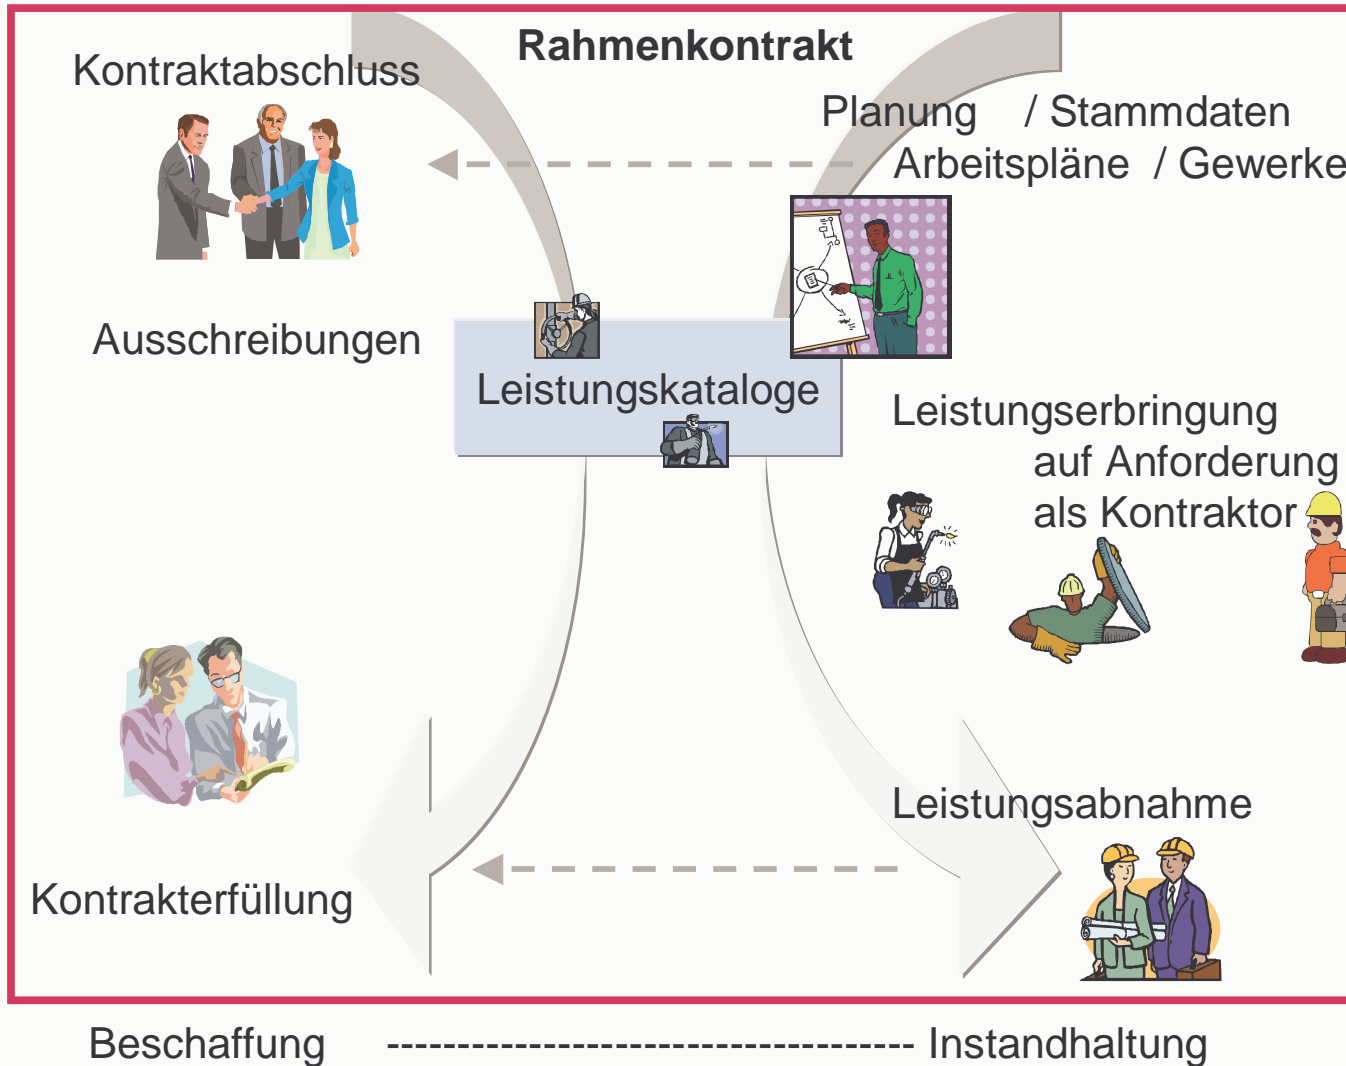 Rahmenkontrakt
Kontraktabschluss
Planung / Stammdaten
Arbeitspläne / Gewerke
Ausschreibungen
Leistungskataloge
Leistungserbringung
auf Anforderung
als Kontraktor
Leistungsabnahme
Kontrakterfüllung
Beschaffung ------------------------------------- Instandhaltung